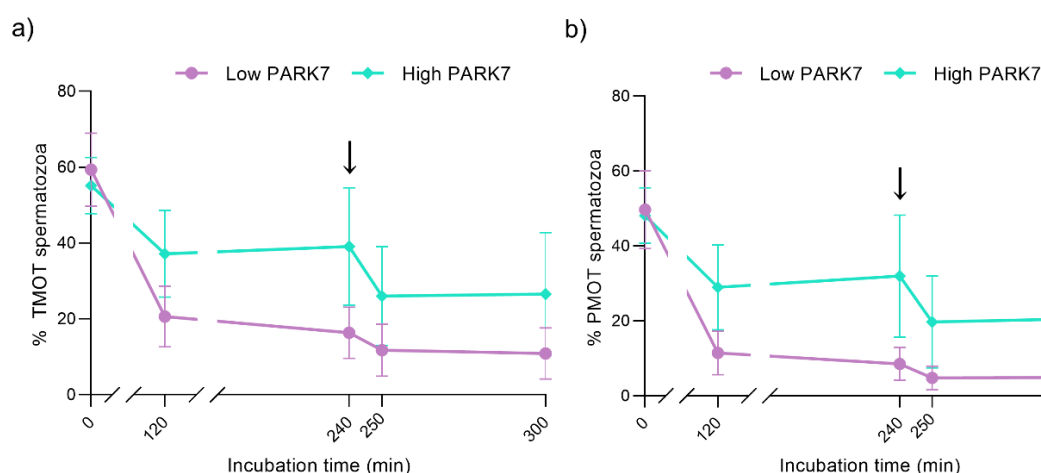 a)
Low PARK7 High PARK7
% TMOT spermatozoa
80
60
40
20
0
0 120 240 250 300
Incubation time (min)
b)
Low PARK7 High PARK7
% PMOT spermatozoa
80
60
40
20
0
0 120 240 250
Incubation time (min)